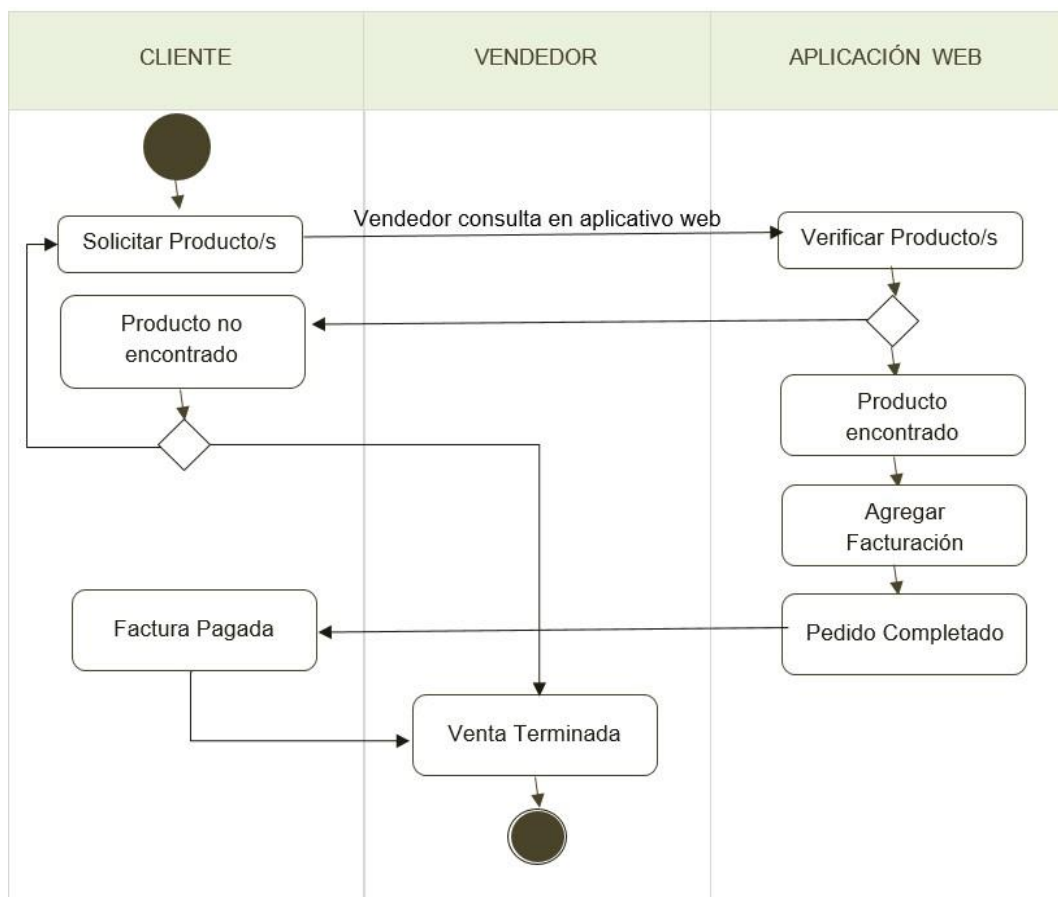 CLIENTE
VENDEDOR
APLICACIÓN WEB
Vendedor consulta en aplicativo web
Solicitar Producto/s
Verificar Producto/s
Producto no
encontrado
Producto
encontrado
Agregar
Facturación
Factura Pagada
Pedido Completado
Venta Terminada